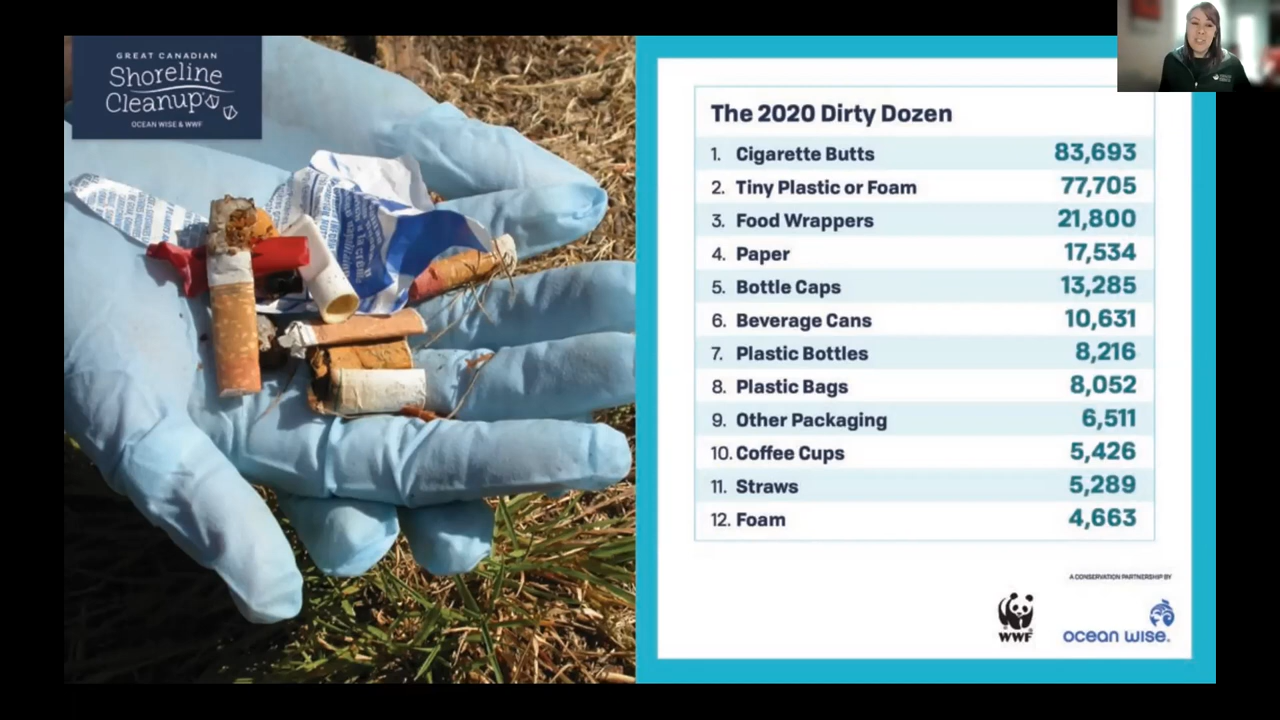 GREAT CANADIAN
Shoreline
Cleanup
OCEAN WISE & WWF
The 2020 Dirty Dozen
1. Cigarette Butts 83,693
2. Tiny Plastic or Foam 77,705
3. Food Wrappers 21,800
4. Paper 17,534
5. Bottle Caps 13,285
6. Beverage Cans 10,631
7. Plastic Bottles 8,216
8. Plastic Bags 8,052
9. Other Packaging 6,511
10. Coffee Cups 5,426
11. Straws 5,289
12. Foam 4,663
A CONSERVATION PARTNERSHIP BY
WWF
ocean wise.